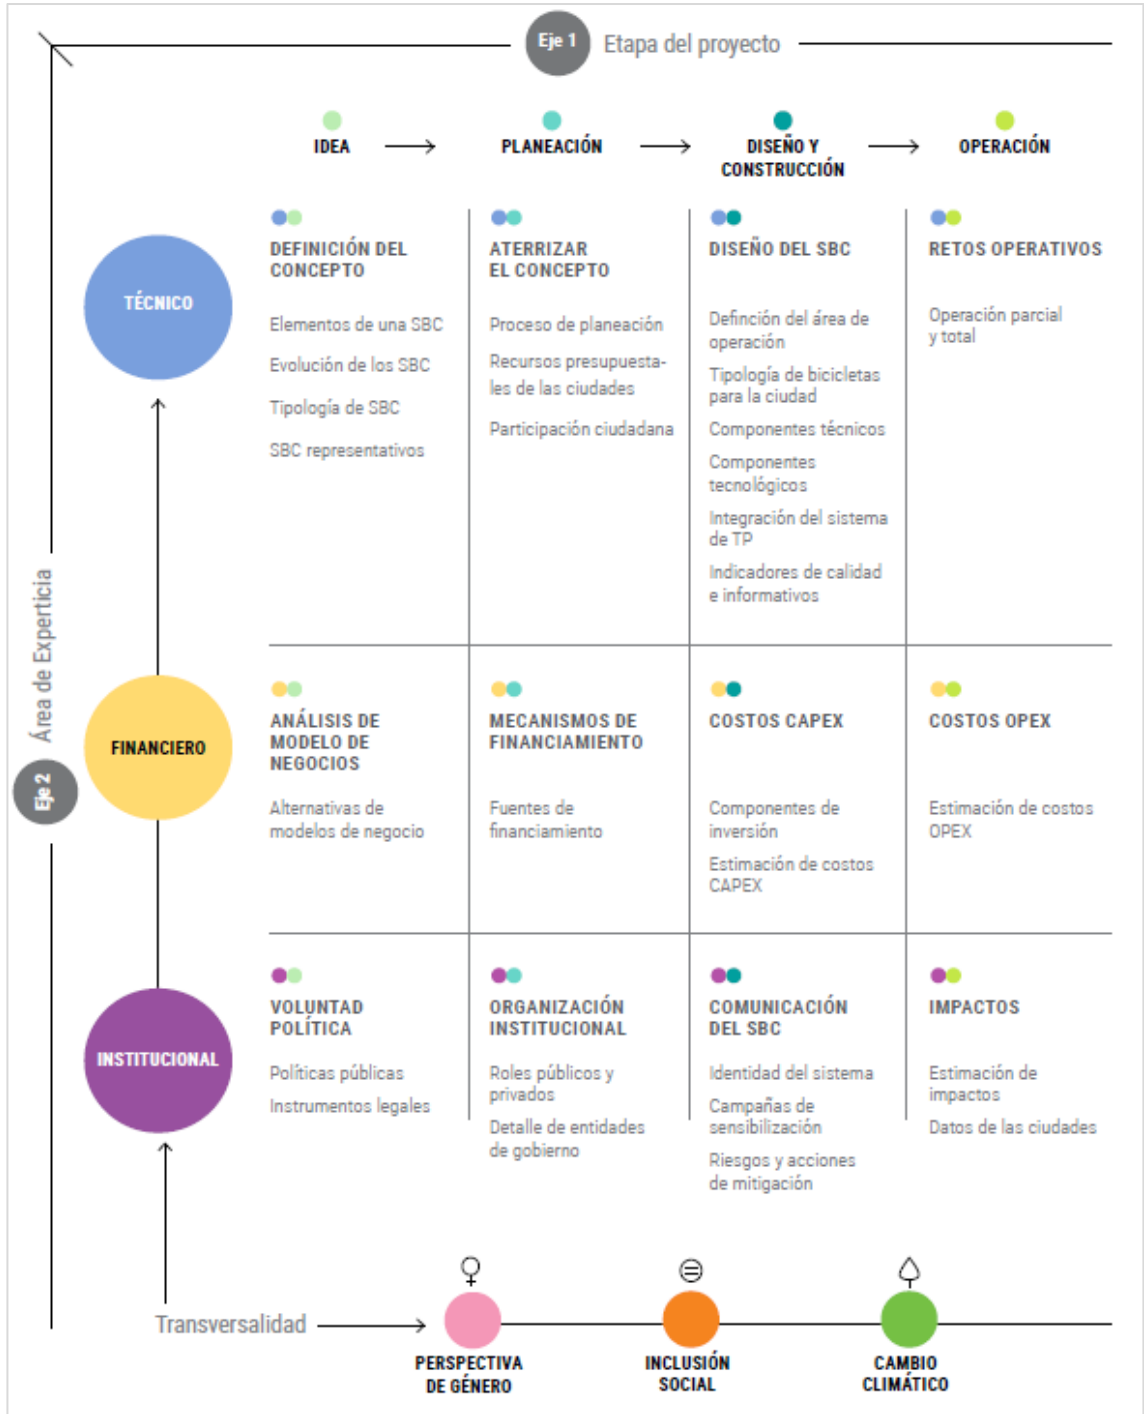 Eje 1 Etapa del proyecto
IDEA
PLANEACIÓN
DISEÑO Y
CONSTRUCCIÓN
OPERACIÓN
Eje 2 Área de Experticia
TÉCNICO
DEFINICIÓN DEL
CONCEPTO
Elementos de una SBC
Evolución de los SBC
Tipología de SBC
SBC representativos
ATERRIZAR
EL CONCEPTO
Proceso de planeación
Recursos presupuesta-
les de las ciudades
Participación ciudadana
DISEÑO DEL SBC
Definción del área de
operación
Tipología de bicicletas
para la ciudad
Componentes técnicos
Componentes
tecnológicos
Integración del sistema
de TP
Indicadores de calidad
e informativos
RETOS OPERATIVOS
Operación parcial
y total
FINANCIERO
ANÁLISIS DE
MODELO DE
NEGOCIOS
Alternativas de
modelos de negocio
MECANISMOS DE
FINANCIAMIENTO
Fuentes de
financiamiento
COSTOS CAPEX
Componentes de
inversión
Estimación de costos
CAPEX
COSTOS OPEX
Estimación de costos
OPEX
INSTITUCIONAL
VOLUNTAD
POLÍTICA
Políticas públicas
Instrumentos legales
ORGANIZACIÓN
INSTITUCIONAL
Roles públicos y
privados
Detalle de entidades
de gobierno
COMUNICACIÓN
DEL SBC
Identidad del sistema
Campañas de
sensibilización
Riesgos y acciones
de mitigación
IMPACTOS
Estimación de
impactos
Datos de las ciudades
Transversalidad
PERSPECTIVA
DE GÉNERO
INCLUSIÓN
SOCIAL
CAMBIO
CLIMÁTICO